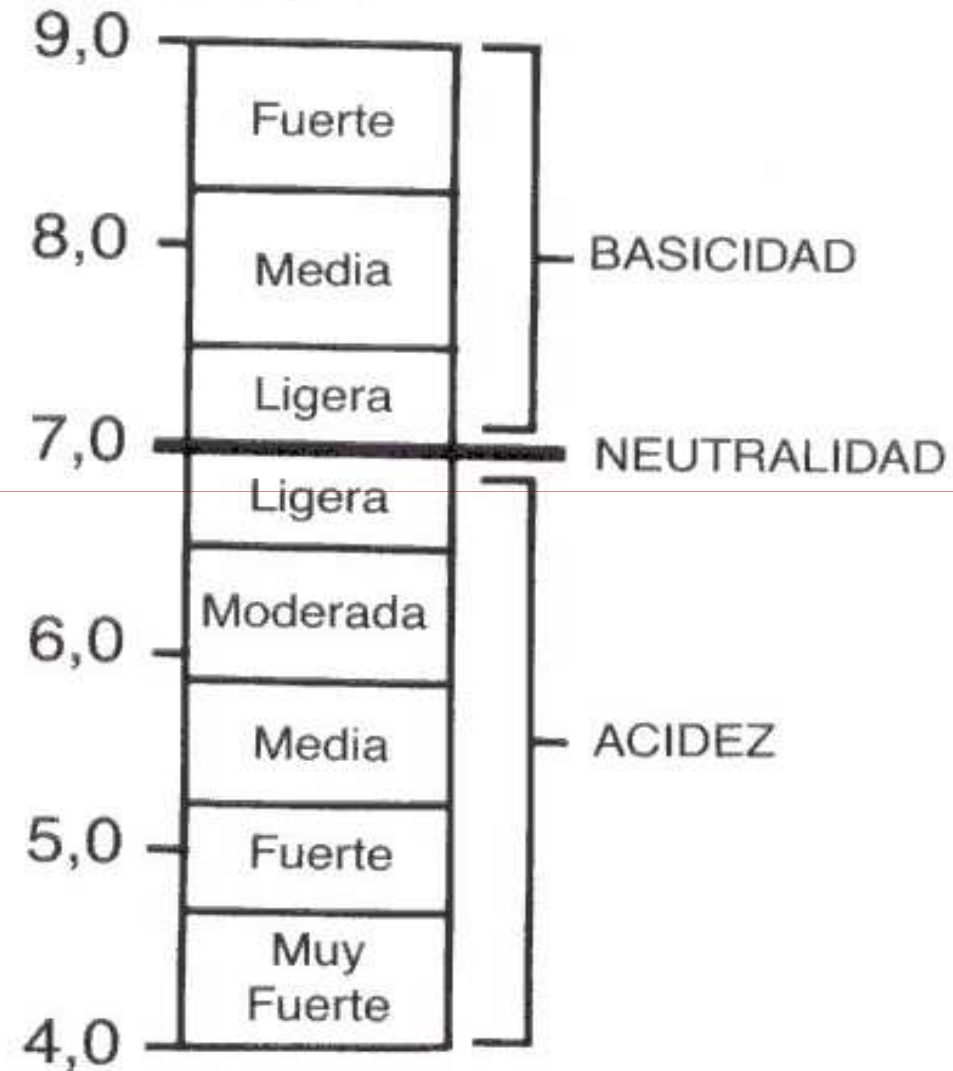 9,0
Fuerte
8,0
Media
BASICIDAD
Ligera
7,0
NEUTRALIDAD
Ligera
Moderada
6,0
Media
ACIDEZ
5,0
Fuerte
Muy
Fuerte
4,0